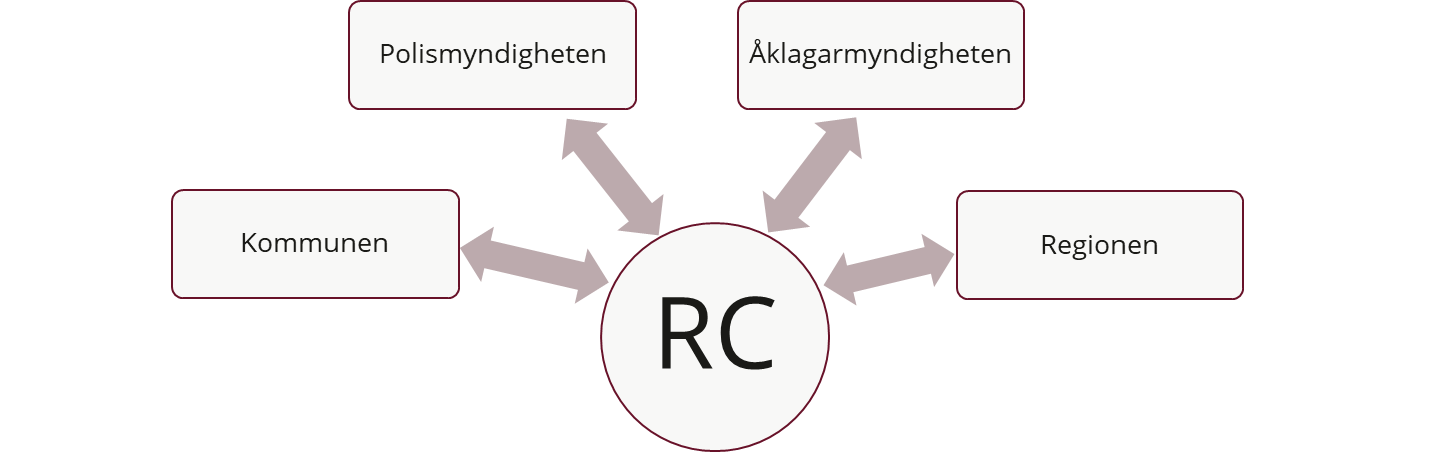 Polismyndigheten
Åklagarmyndigheten
Kommunen
Regionen
RC